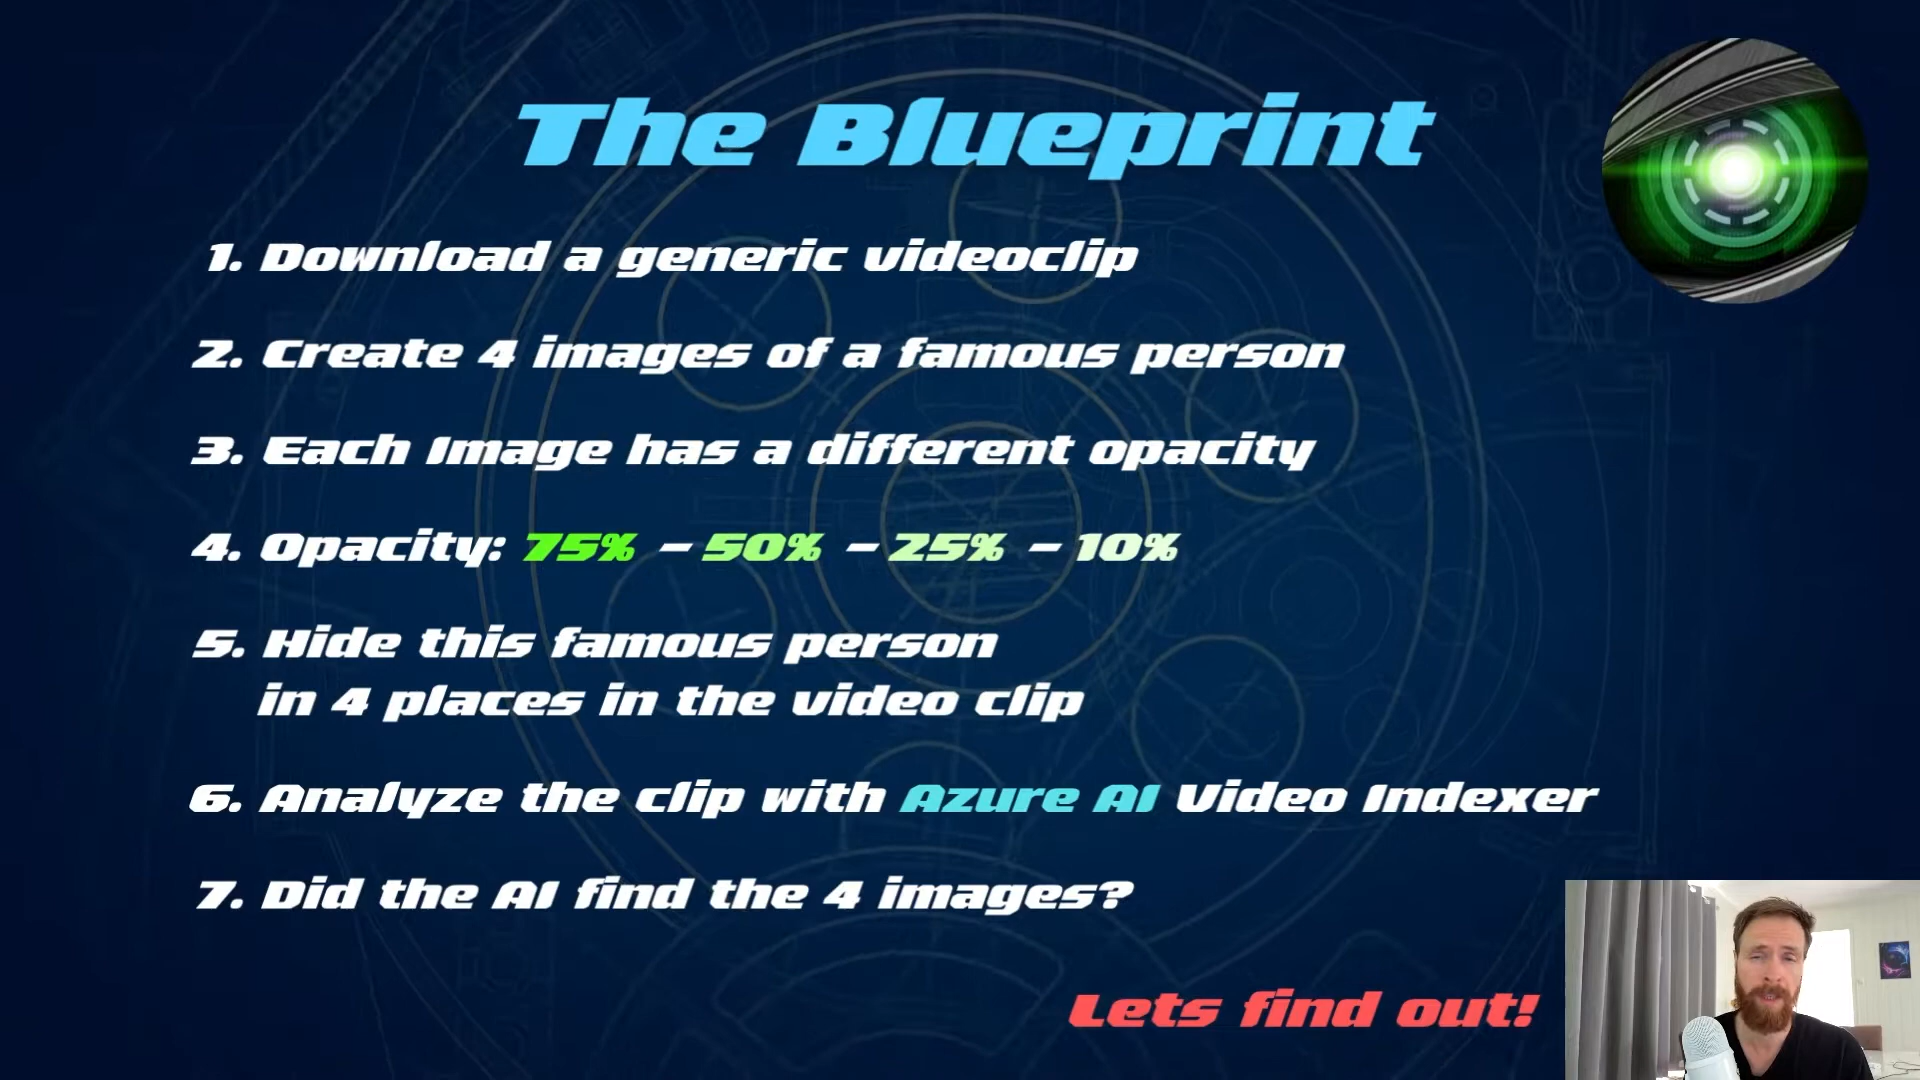 The Blueprint
1. Download a generic videoclip
2. Create 4 images of a famous person
3. Each Image has a different opacity
4. Opacity: 75% - 50% - 25% - 10%
5. Hide this famous person
in 4 places in the video clip
6. Analyze the clip with Azure AI Video Indexer
7. Did the AI find the 4 images?
Lets find out!